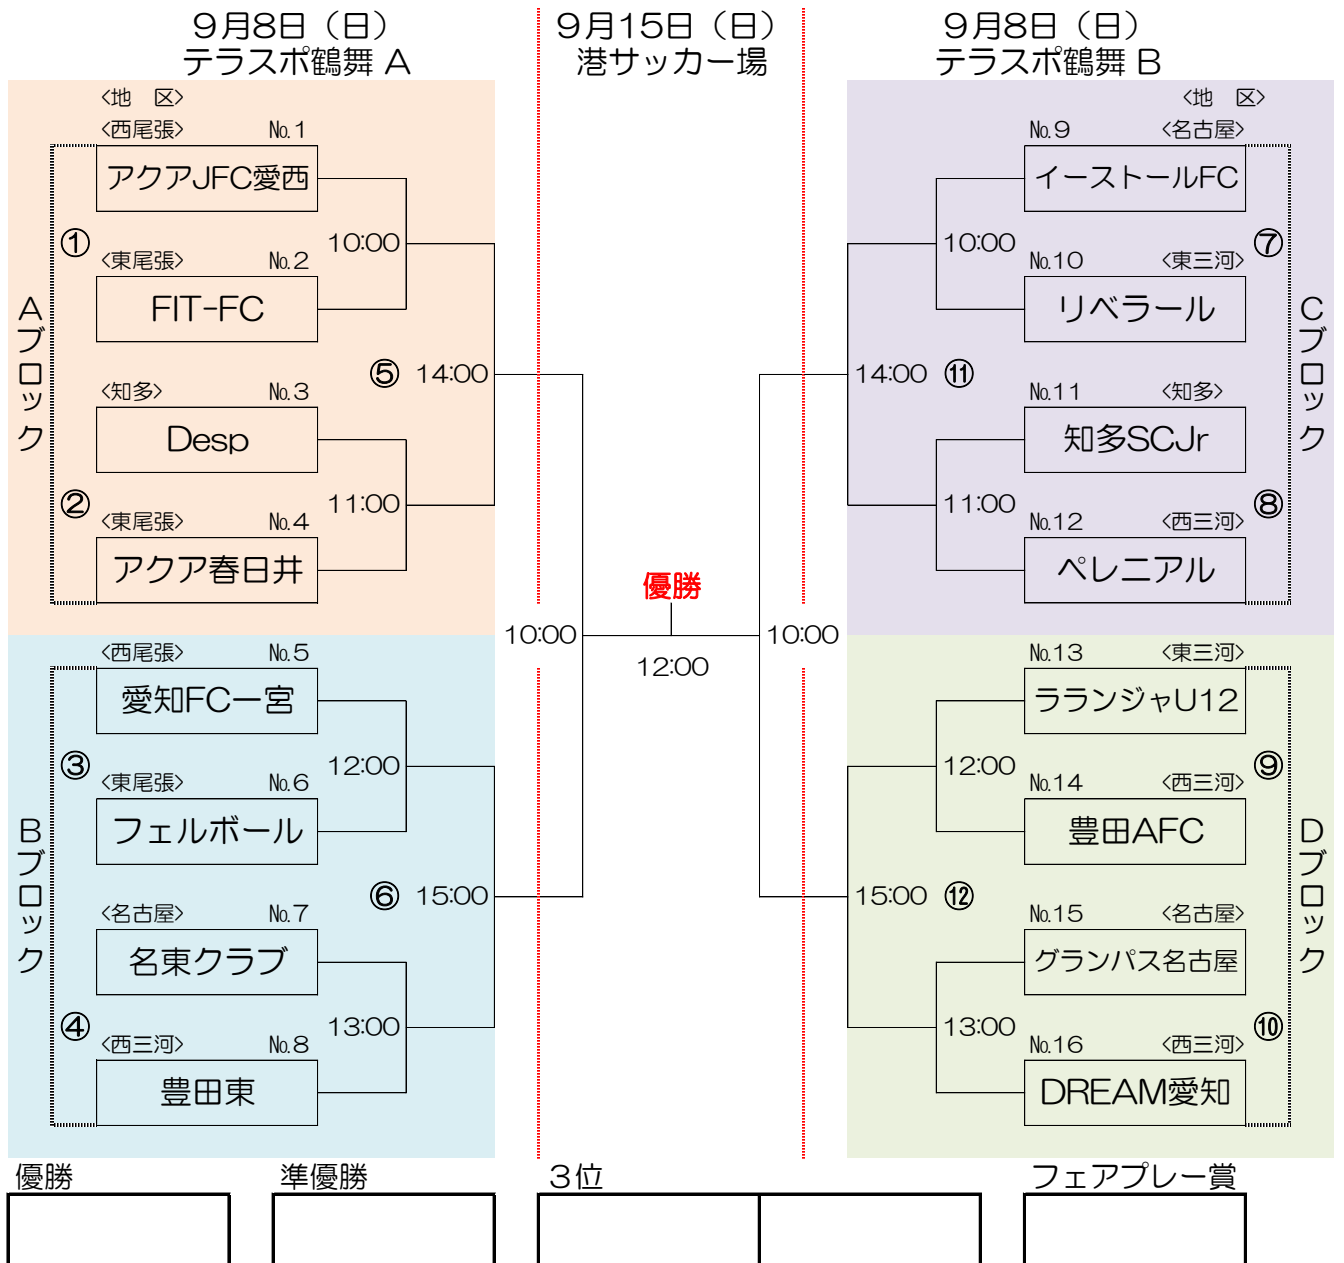 9月8日（日）
テラスポ鶴舞 A
9月15日（日）
港サッカー場
9月8日（日）
テラスポ鶴舞 B
<地　区>
<西尾張> №.1
アクアJFC愛西
① 10:00
<東尾張> №.2
FIT-FC
Aブロック
⑤ 14:00
<知多> №.3
Desp
② 11:00
<東尾張> №.4
アクア春日井
<西尾張> №.5
愛知FC一宮
③ 12:00
<東尾張> №.6
フェルボール
Bブロック
⑥ 15:00
<名古屋> №.7
名東クラブ
④ 13:00
<西三河> №.8
豊田東
10:00
優勝
12:00
10:00
<地　区>
№.9 <名古屋>
イーストールFC
10:00 ⑦
№.10 <東三河>
リベラール
Cブロック
14:00 ⑪
№.11 <知多>
知多SCJr
11:00 ⑧
№.12 <西三河>
ペレニアル
№.13 <東三河>
ラランジャU12
12:00 ⑨
№.14 <西三河>
豊田AFC
Dブロック
15:00 ⑫
№.15 <名古屋>
グランパス名古屋
13:00 ⑩
№.16 <西三河>
DREAM愛知
優勝
準優勝
3位
フェアプレー賞